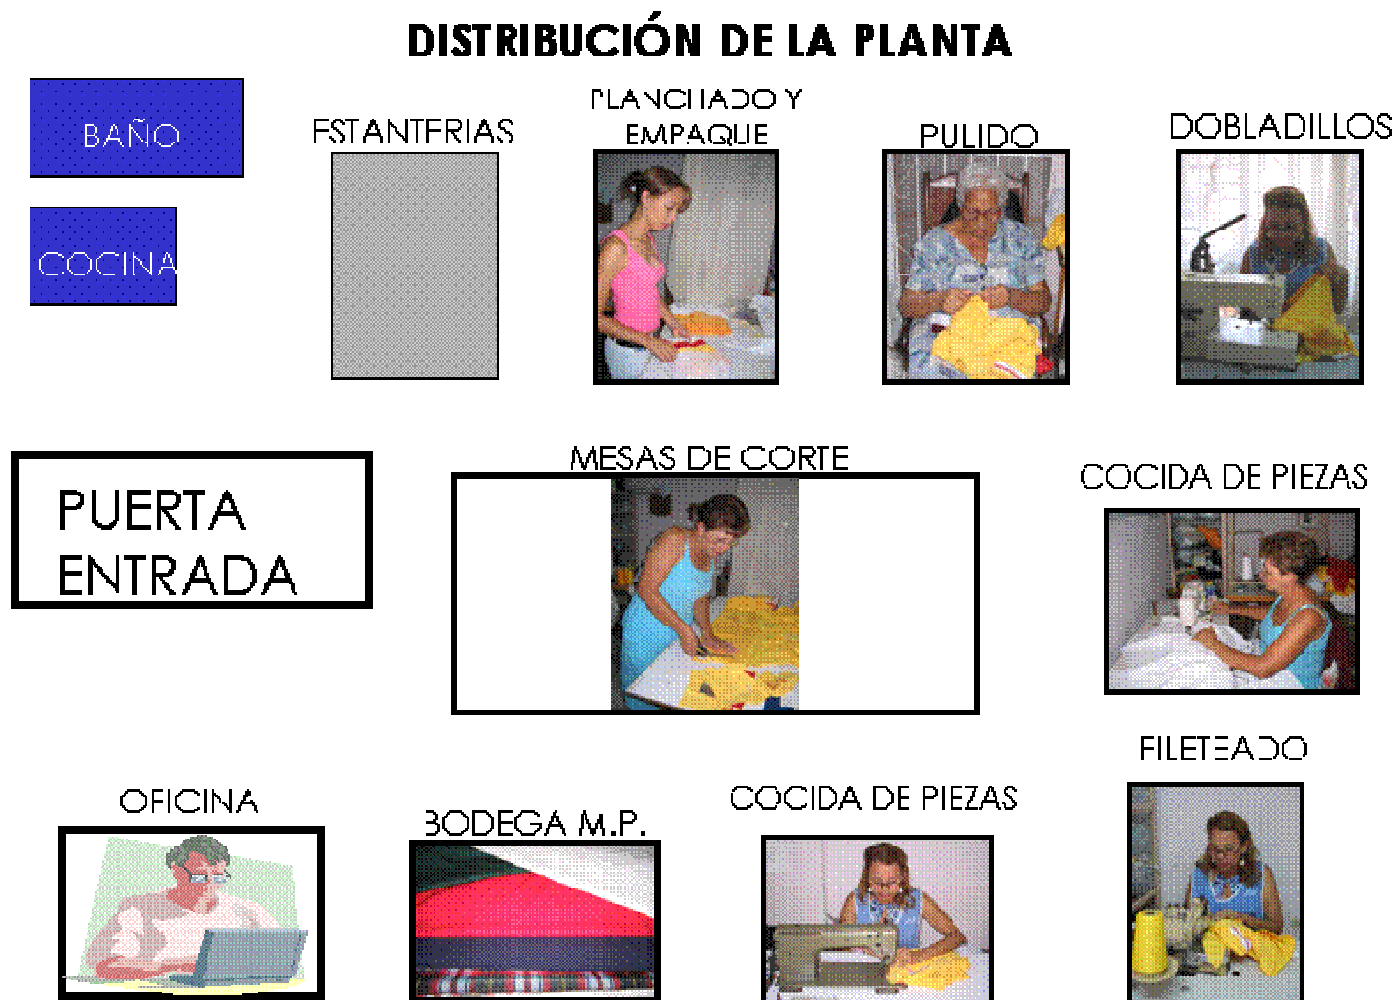 DISTRIBUCIÓN DE LA PLANTA
BAÑO
ESTANTERIAS
PLANCHADO Y
EMPAQUE
PULIDO
DOBLADILLOS
COCINA
PUERTA
ENTRADA
MESAS DE CORTE
COCIDA DE PIEZAS
FILETEADO
OFICINA
BODEGA M.P.
COCIDA DE PIEZAS